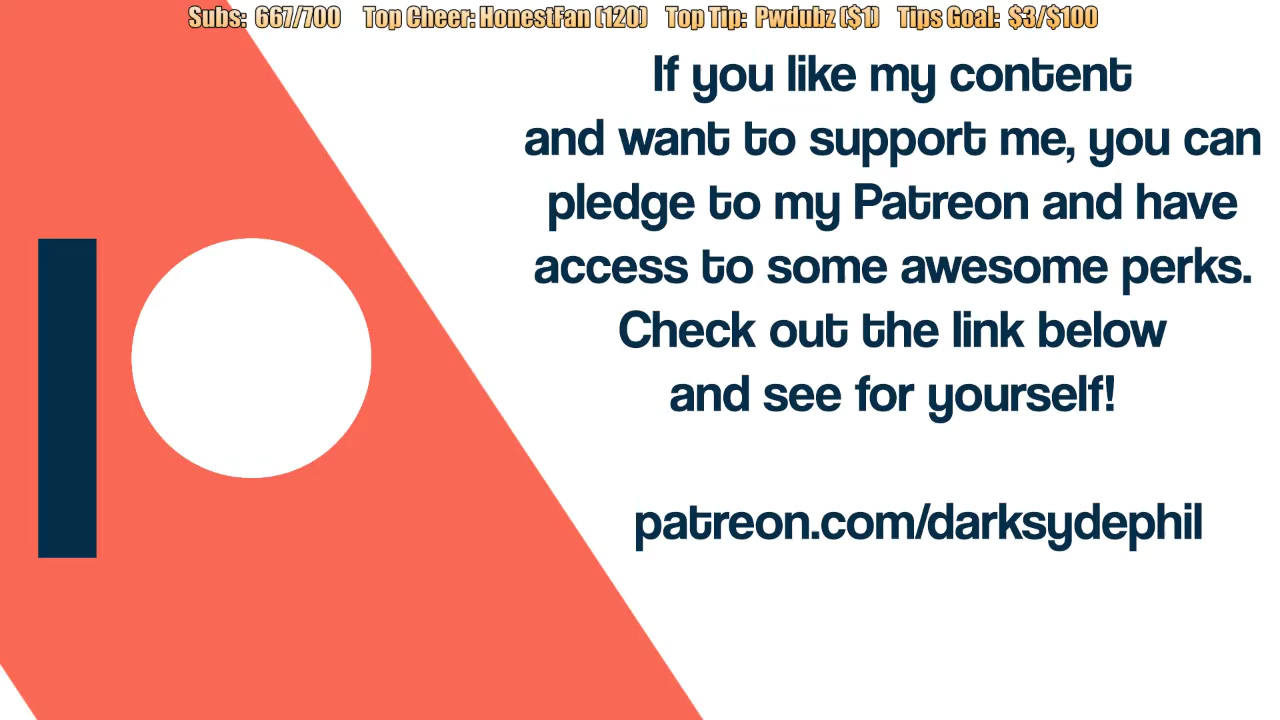 Subs: 667/700 Top Cheer: HonestFan (120) Top Tip: Pwdubz ($1) Tips Goal: $3/$100
If you like my content
and want to support me, you can
pledge to my Patreon and have
access to some awesome perks.
Check out the link below
and see for yourself!
patreon.com/darksydephil